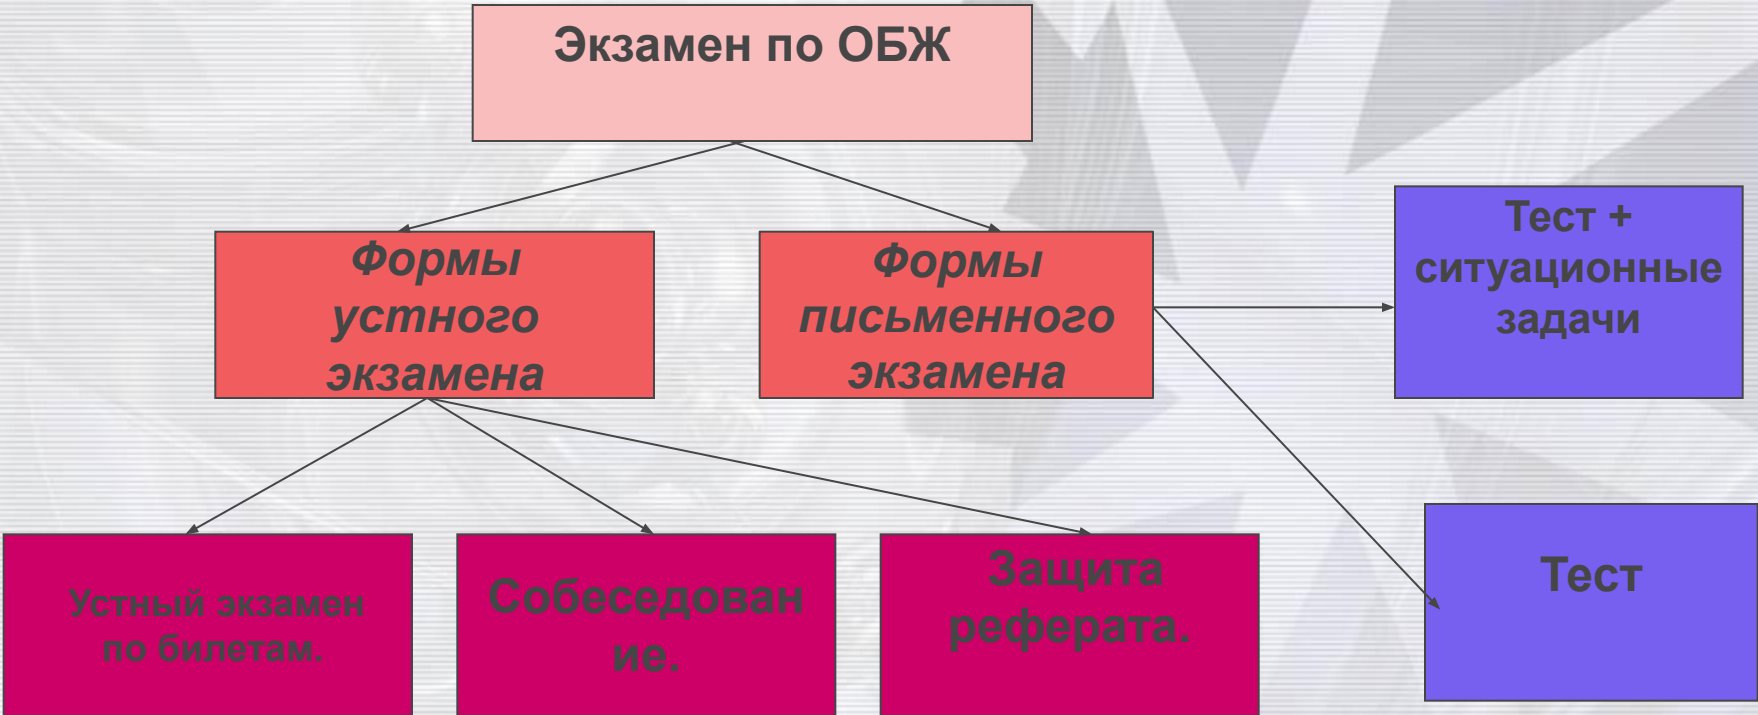 Экзамен по ОБЖ
Формы
устного
экзамена
Формы
письменного
экзамена
Тест +
ситуационные
задачи
Устный экзамен
по билетам.
Собеседован
ие.
Защита
реферата.
Тест